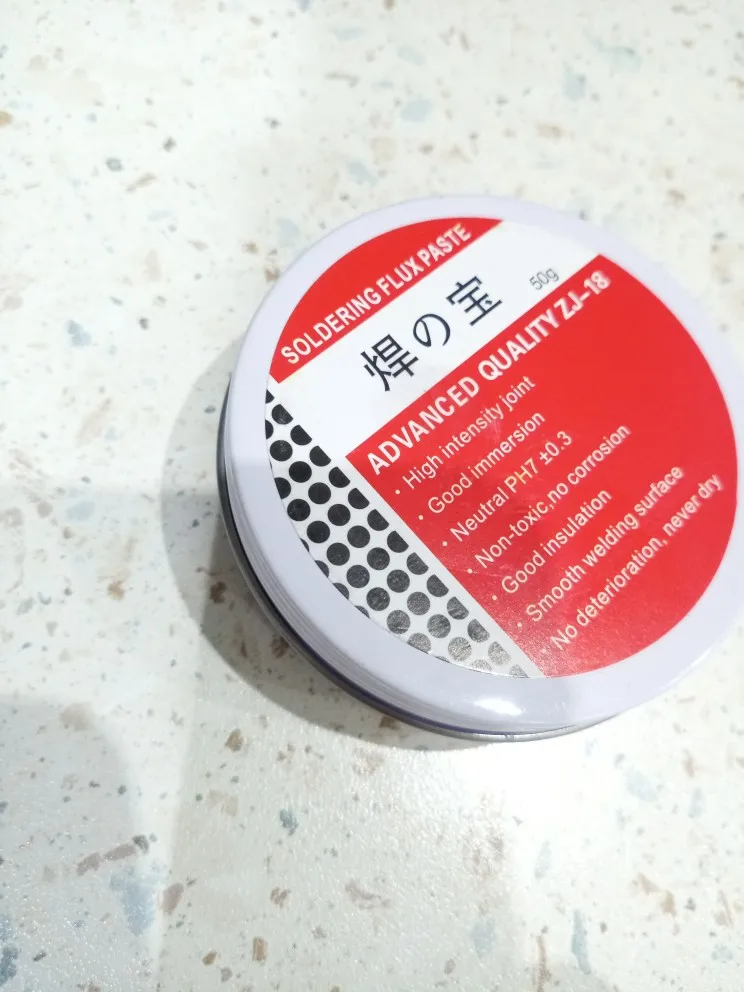 SOLDERING FLUX PASTE
焊の宝
50g
ADVANCED QUALITY ZJ-18
• High intensity joint
• Good immersion
• Neutral PH7 ±0.3
• Non-toxic,no corrosion
• Good insulation
• Smooth welding surface
No deterioration, never dry